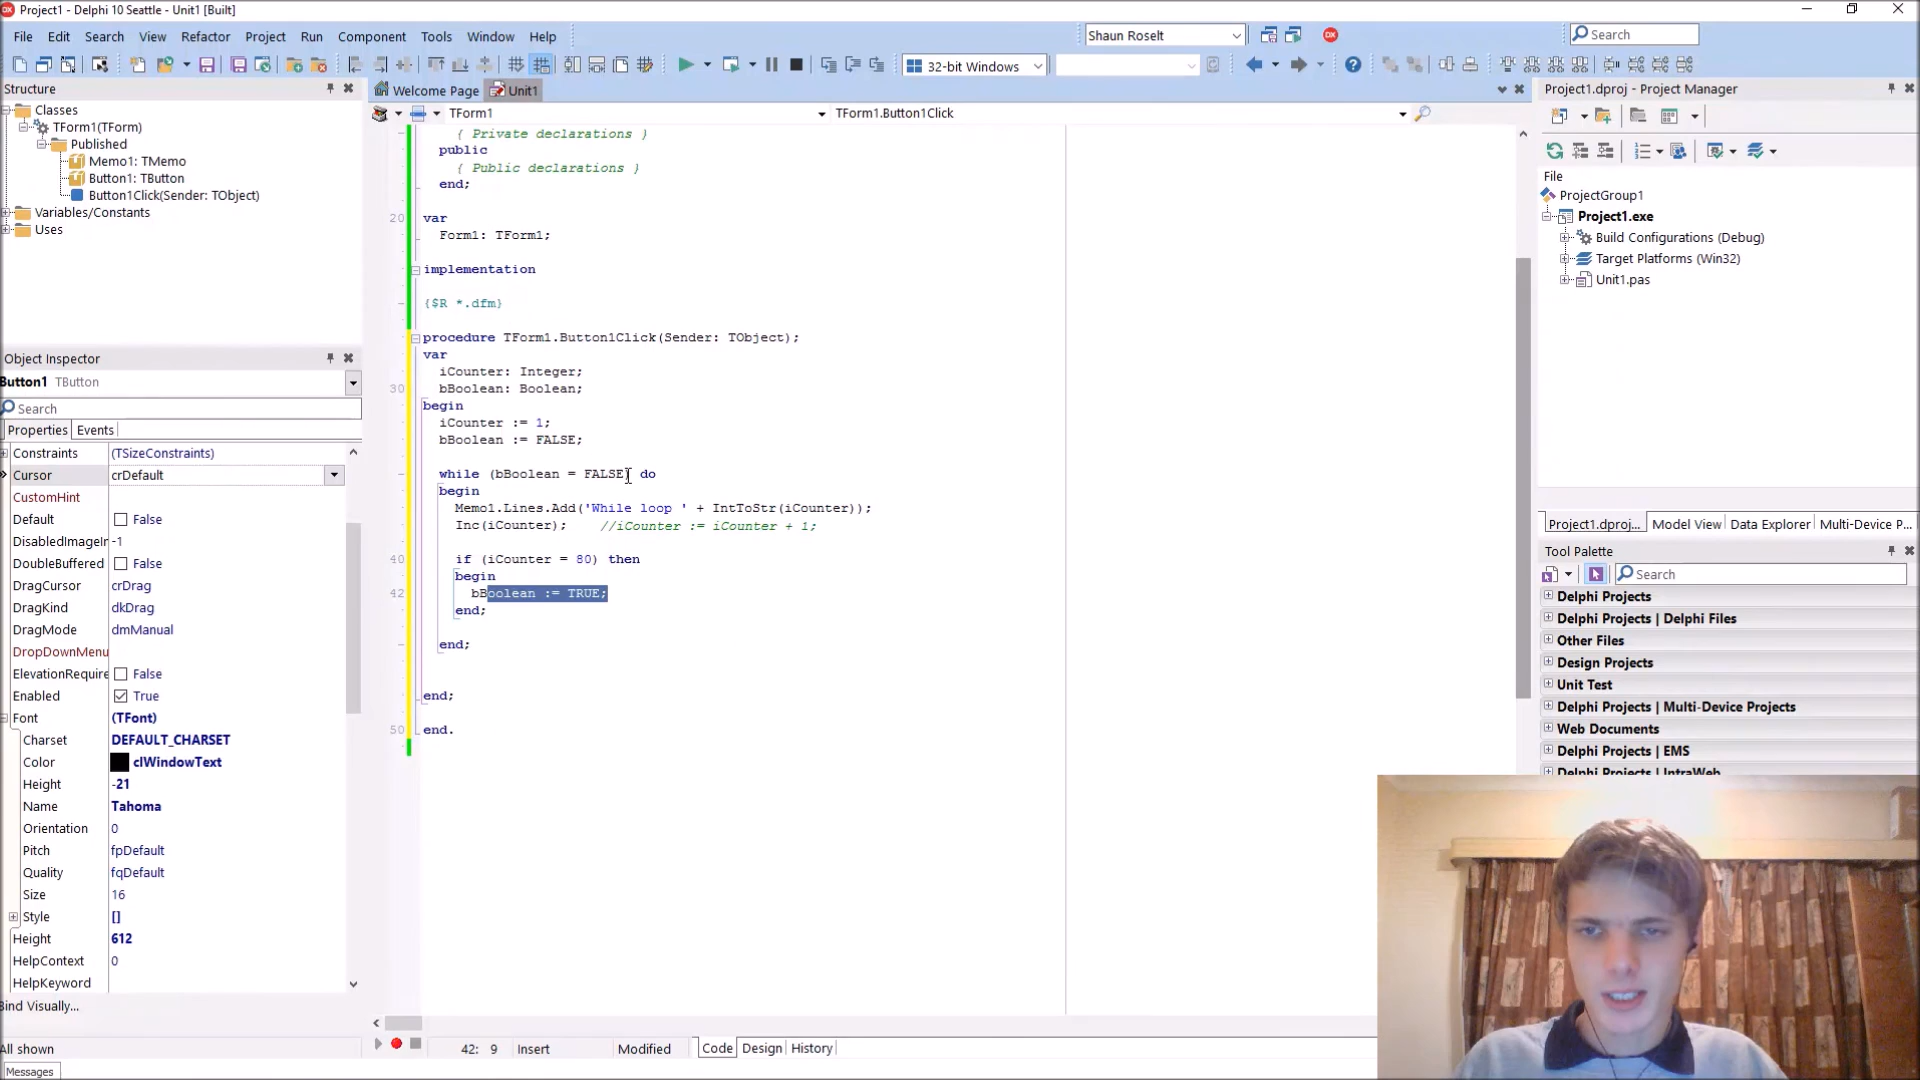 Project1 - Delphi 10 Seattle - Unit1 [Built]
File Edit Search View Refactor Project Run Component Tools Window Help
Shaun Roselt
Search
32-bit Windows
Structure
Classes
TForm1(TForm)
Published
Memo1: TMemo
Button1: TButton
Button1Click(Sender: TObject)
Variables/Constants
Uses
Object Inspector
Button1 TButton
Search
Properties Events
Constraints (TSizeConstraints)
Cursor crDefault
CustomHint
Default False
DisabledImageIr -1
DoubleBuffered False
DragCursor crDrag
DragKind dkDrag
DragMode dmManual
DropDownMenu
ElevationRequire False
Enabled True
Font (TFont)
Charset DEFAULT_CHARSET
Color clWindowText
Height -21
Name Tahoma
Orientation 0
Pitch fpDefault
Quality fqDefault
Size 16
Style []
Height 612
HelpContext 0
HelpKeyword
Bind Visually...
All shown
Messages
Welcome Page Unit1
TForm1 TForm1.Button1Click
{ Private declarations }
public
{ Public declarations }
end;
20 var
Form1: TForm1;
implementation
{$R *.dfm}
procedure TForm1.Button1Click(Sender: TObject);
var
iCounter: Integer;
30 bBoolean: Boolean;
begin
iCounter := 1;
bBoolean := FALSE;
while (bBoolean = FALSE) do
begin
Memo1.Lines.Add('While loop ' + IntToStr(iCounter));
Inc(iCounter); //iCounter := iCounter + 1;
40 if (iCounter = 80) then
begin
42 bBoolean := TRUE;
end;
end;
end;
50 end.
42: 9 Insert Modified Code Design History
Project1.dproj - Project Manager
File
ProjectGroup1
Project1.exe
Build Configurations (Debug)
Target Platforms (Win32)
Unit1.pas
Project1.dproj... Model View Data Explorer Multi-Device P...
Tool Palette
Search
Delphi Projects
Delphi Projects | Delphi Files
Other Files
Design Projects
Unit Test
Delphi Projects | Multi-Device Projects
Web Documents
Delphi Projects | EMS
Delphi Projects | IntraWeb